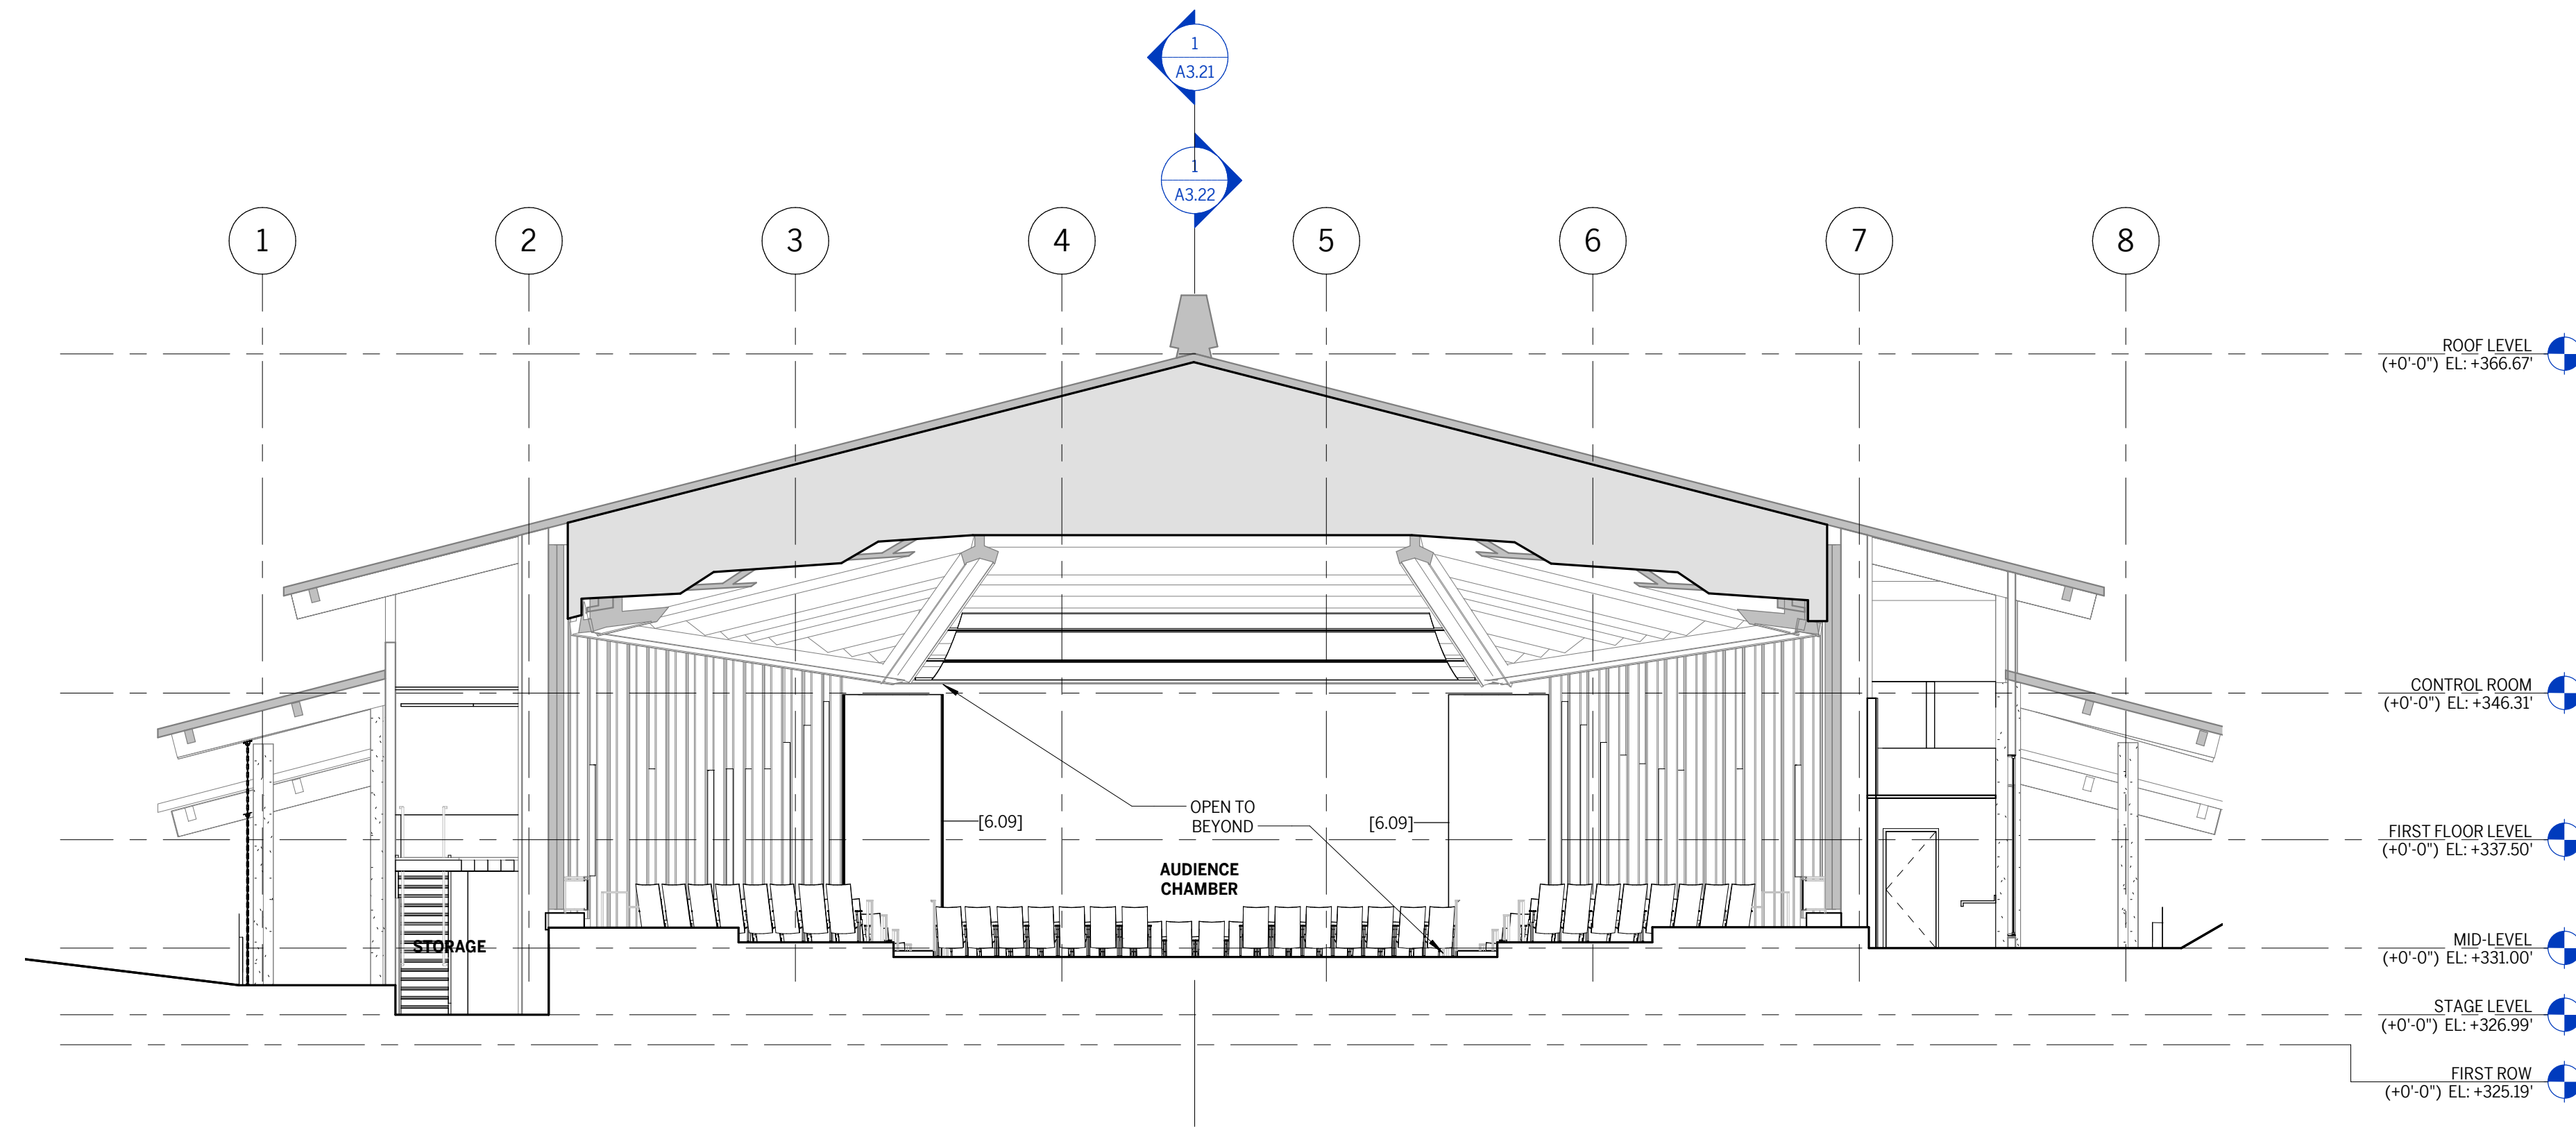 1
A3.21
1
A3.22
1
2
3
4
5
6
7
8
ROOF LEVEL
(+0'-0") EL: +366.67'
CONTROL ROOM
(+0'-0") EL: +346.31'
OPEN TO
BEYOND
[6.09]
[6.09]
FIRST FLOOR LEVEL
(+0'-0") EL: +337.50'
AUDIENCE
CHAMBER
STORAGE
MID-LEVEL
(+0'-0") EL: +331.00'
STAGE LEVEL
(+0'-0") EL: +326.99'
FIRST ROW
(+0'-0") EL: +325.19'